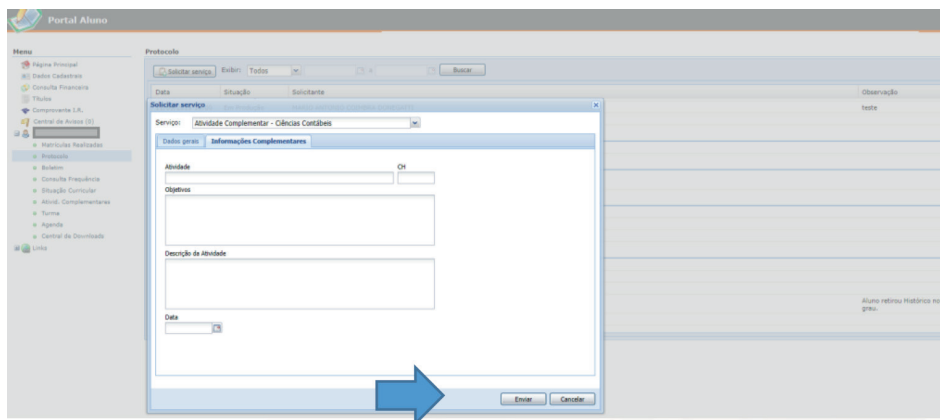 Portal Aluno
Menu
Página Principal
Dados Cadastrais
Consulta Financeira
Títulos
Comprovante I.R.
Central de Avisos (0)
Matrículas Realizadas
Protocolo
Boletim
Consulta Frequência
Situação Curricular
Ativid. Complementares
Turma
Agenda
Central de Downloads
Links
Protocolo
Solicitar serviço Exibir: Todos Buscar
Data Situação Solicitante Observação
teste
Solicitar serviço
Serviço: Atividade Complementar - Ciências Contábeis
Dados gerais Informações Complementares
Atividade CH
Objetivos
Descrição da Atividade
Data
Aluno retirou Histórico no
grau.
Enviar Cancelar